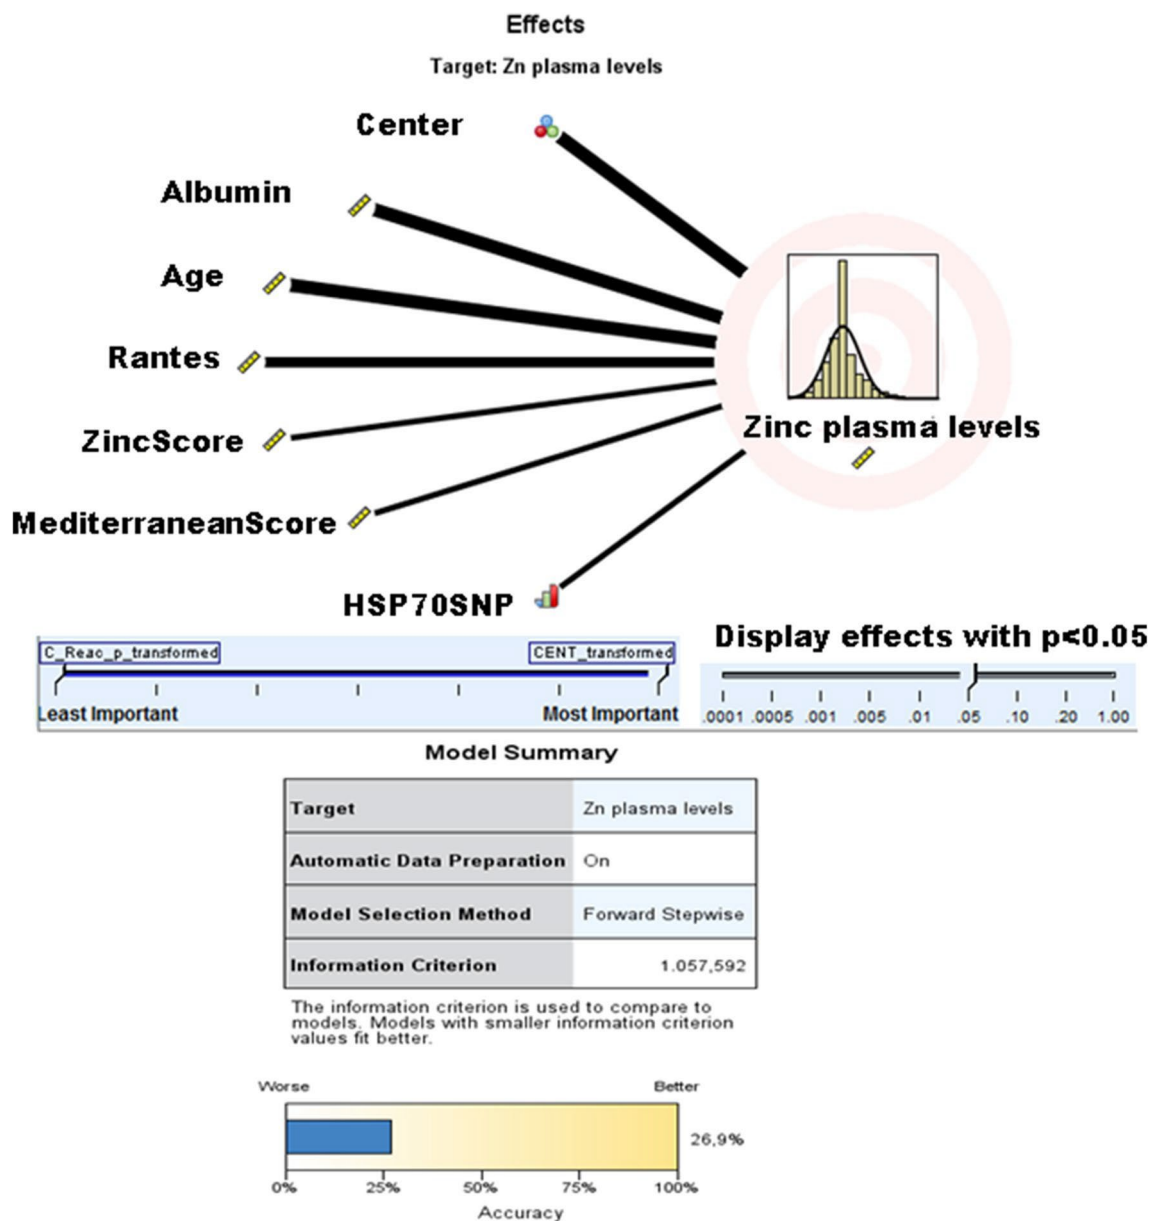 Effects
Target: Zn plasma levels
Center
Albumin
Age
Rantes
ZincScore
MediterraneanScore
HSP70SNP
Zinc plasma levels
C_Reac_p_transformed
CENT_transformed
Least Important
Most Important
Display effects with p<0.05
.0001 .0005 .001 .005 .01 .05 .10 .20 1.00
Model Summary
Target Zn plasma levels
Automatic Data Preparation On
Model Selection Method Forward Stepwise
Information Criterion 1.057,592
The information criterion is used to compare to
models. Models with smaller information criterion
values fit better.
Worse Better
26,9%
0% 25% 50% 75% 100%
Accuracy